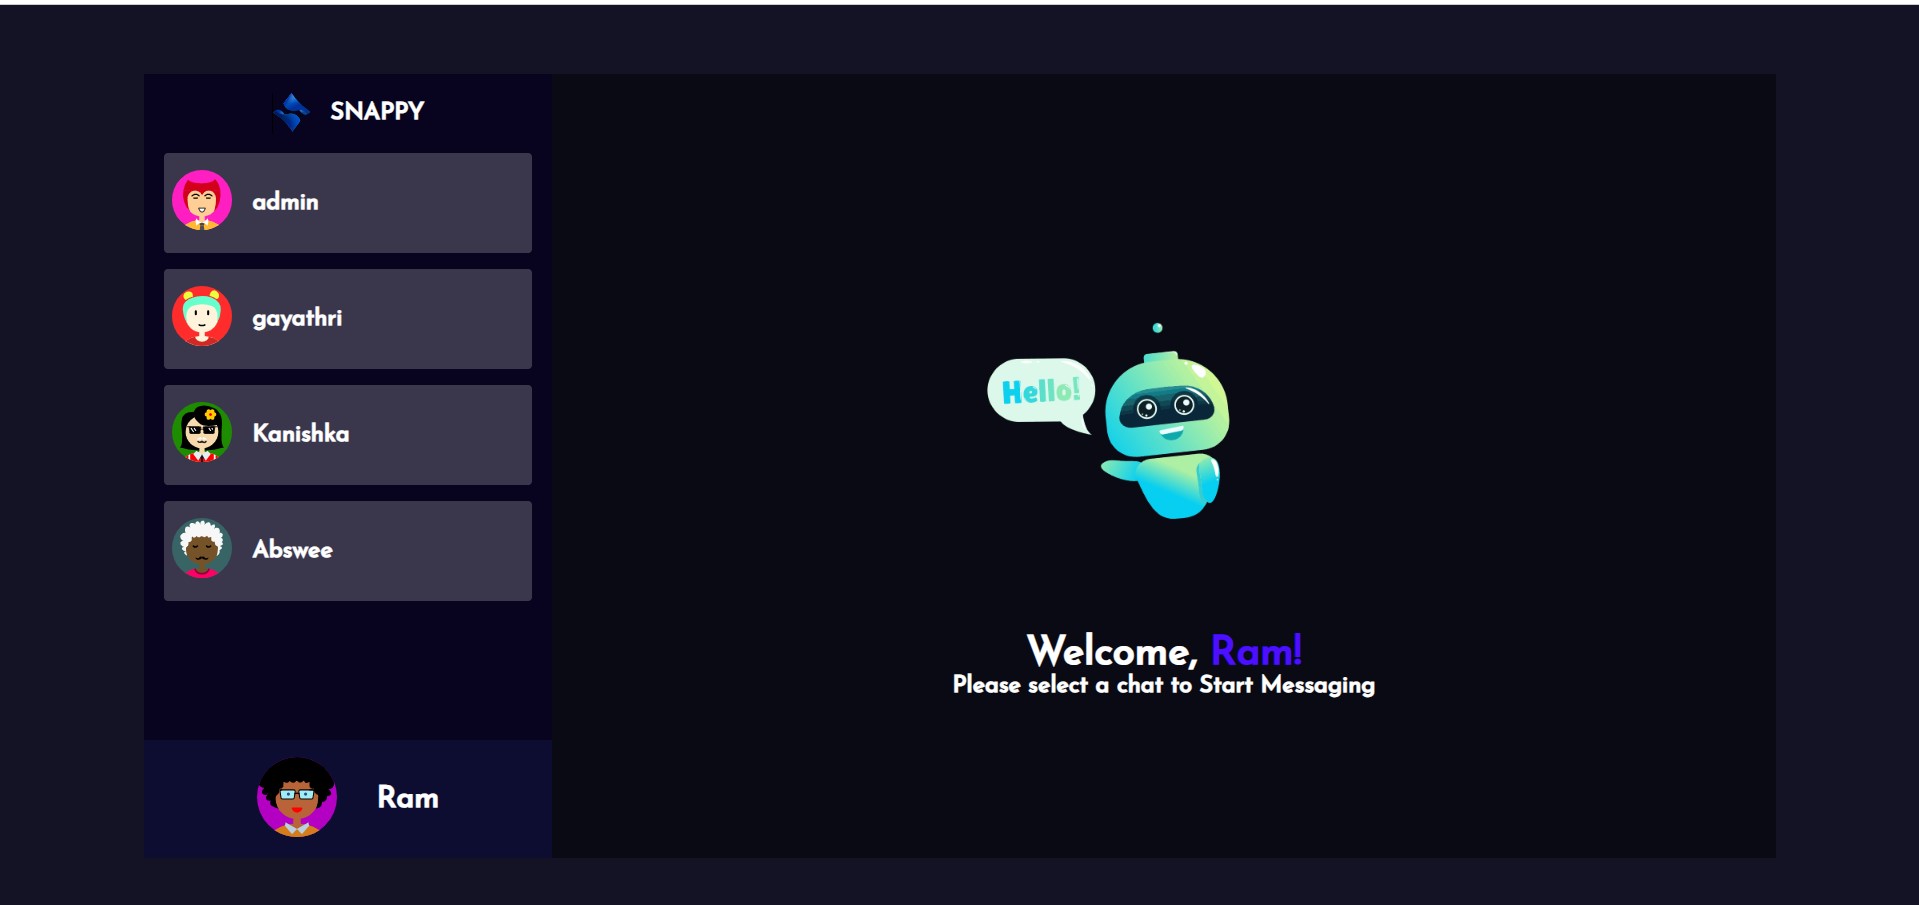 SNAPPY
admin
gayathri
Kanishka
Abswee
Ram
Hello!
Welcome, Ram!
Please select a chat to Start Messaging